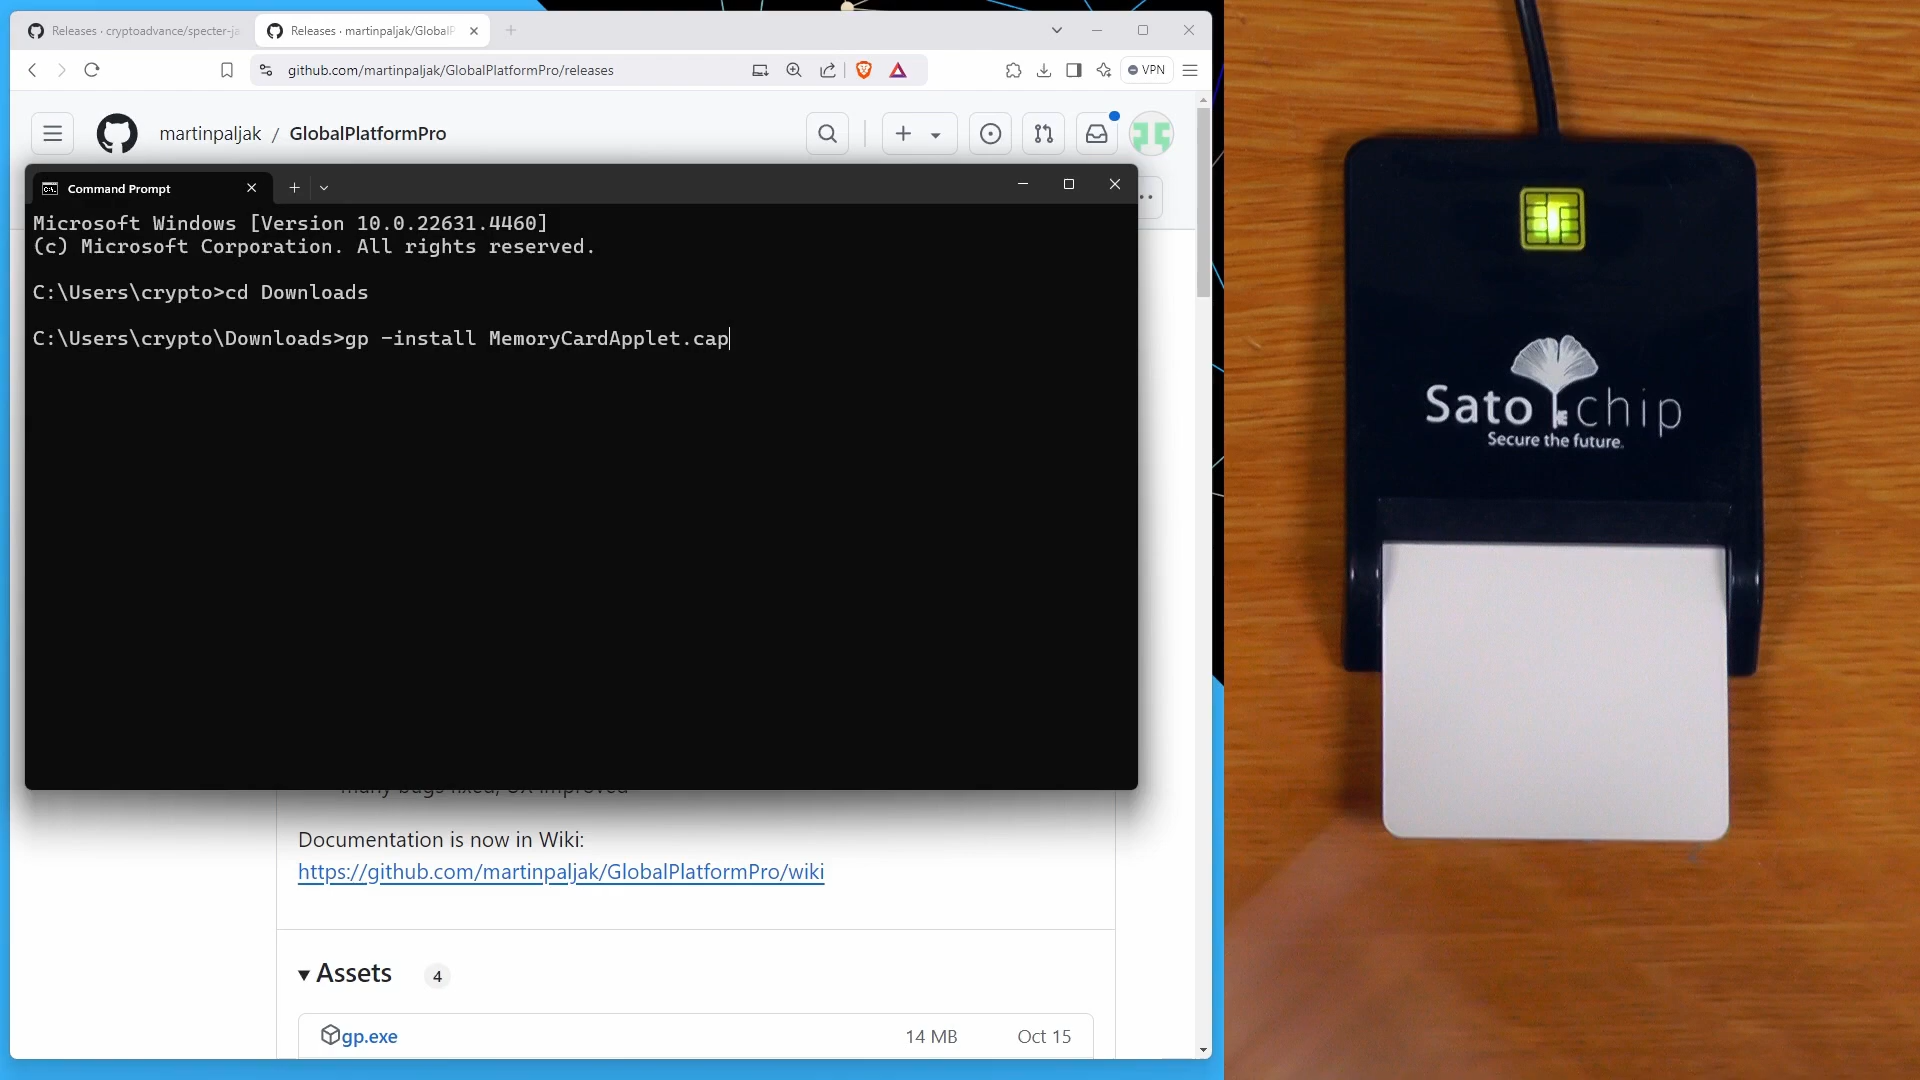 Releases · cryptoadvance/specter-ja
Releases · martinpaljak/GlobalP
github.com/martinpaljak/GlobalPlatformPro/releases
VPN
martinpaljak / GlobalPlatformPro
Command Prompt
Microsoft Windows [Version 10.0.22631.4460]
(c) Microsoft Corporation. All rights reserved.
C:\Users\crypto>cd Downloads
C:\Users\crypto\Downloads>gp -install MemoryCardApplet.cap
Documentation is now in Wiki:
https://github.com/martinpaljak/GlobalPlatformPro/wiki
Assets 4
gp.exe 14 MB Oct 15
Satochip
Secure the future.